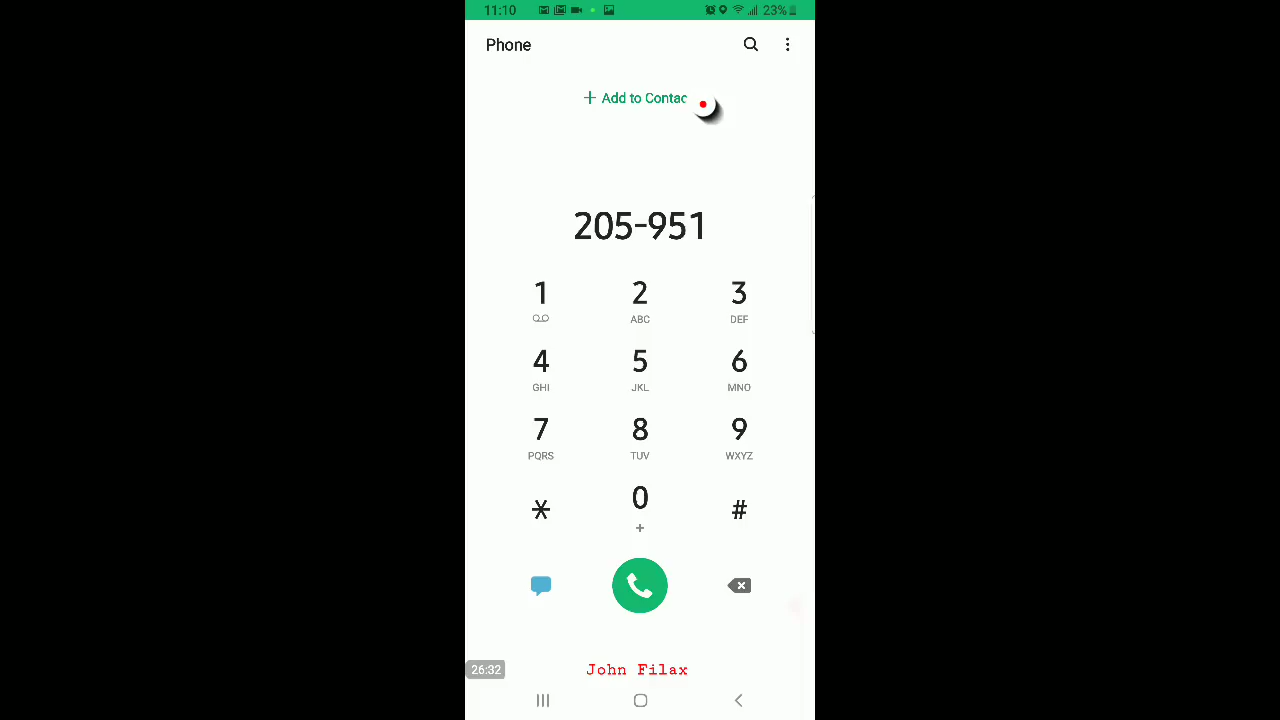 11:10 23%
Phone
+ Add to Contac
205-951
1 2 3
ABC DEF
4 5 6
GHI JKL MNO
7 8 9
PQRS TUV WXYZ
* 0 #
+
John Filax
26:32